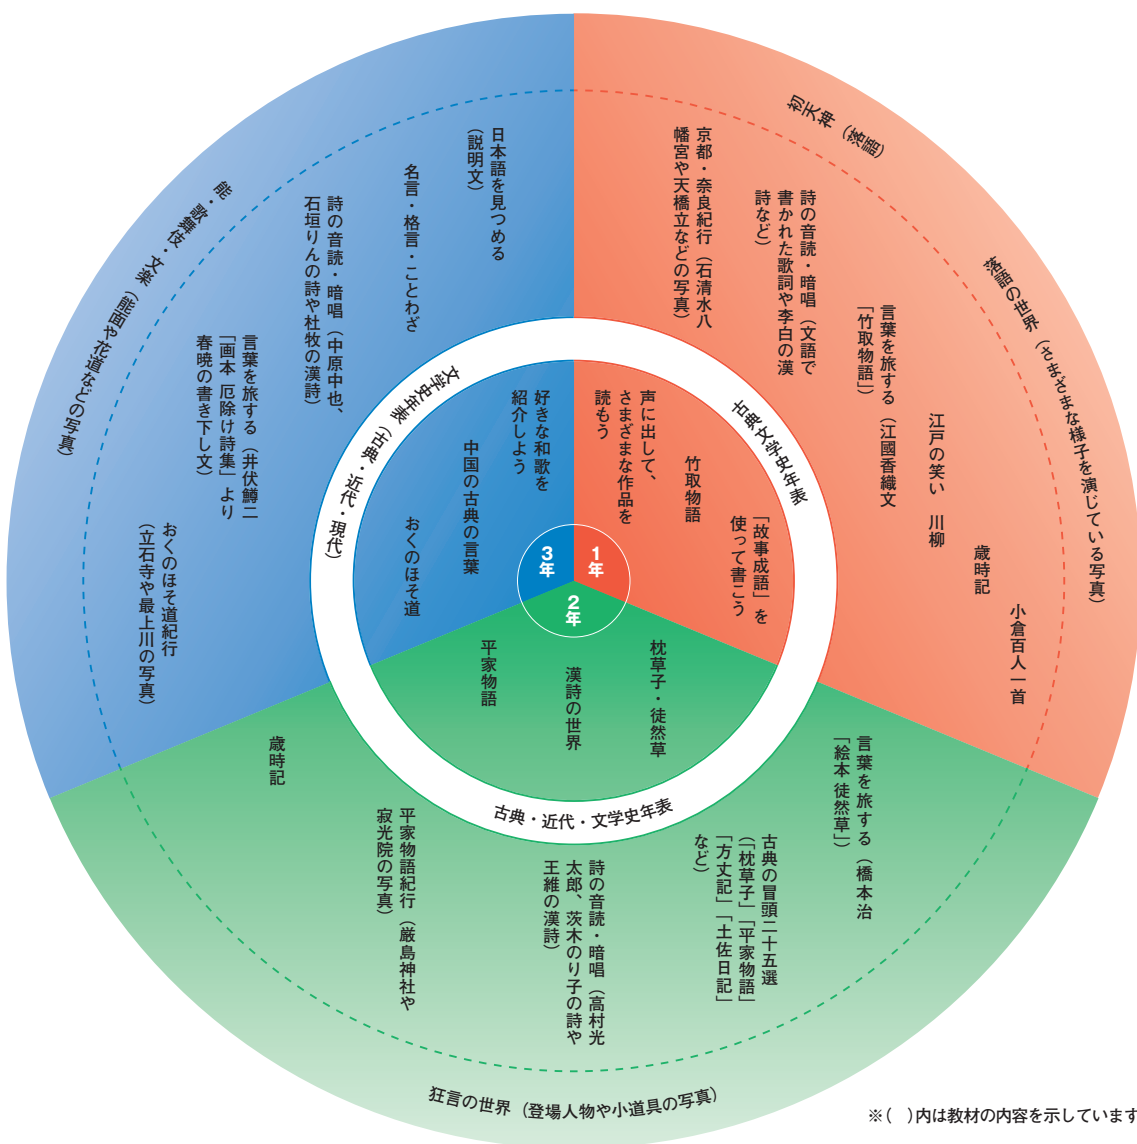 1年
声に出して、
さまざまな作品を
読もう
竹取物語
「故事成語」を
使って書こう
古典文学史年表
京都・奈良紀行（石清水八
幡宮や天橋立などの写真）
詩の音読・暗唱（文語で
書かれた歌詞や李白の漢
詩など）
言葉を旅する（江國香織文
「竹取物語」）
江戸の笑い 川柳
歳時記
小倉百人一首
初天神（落語）
落語の世界（さまざまな様子を演じている写真）
2年
枕草子・徒然草
漢詩の世界
平家物語
古典・近代・文学史年表
言葉を旅する（橋本治
「絵本 徒然草」）
古典の冒頭二十五選
（「枕草子」「平家物語」
「方丈記」「土佐日記」
など）
詩の音読・暗唱（高村光
太郎、茨木のり子の詩や
王維の漢詩）
平家物語紀行（厳島神社や
寂光院の写真）
歳時記
狂言の世界（登場人物や小道具の写真）
3年
好きな和歌を
紹介しよう
中国の古典の言葉
おくのほそ道
文学史年表（古典・近代・現代）
日本語を見つめる
（説明文）
名言・格言・ことわざ
詩の音読・暗唱（中原中也、
石垣りんの詩や杜牧の漢詩）
言葉を旅する（井伏鱒二
「画本 厄除け詩集」より
春暁の書き下し文）
おくのほそ道紀行
（立石寺や最上川の写真）
能・歌舞伎・文楽（能面や花道などの写真）
※（ ）内は教材の内容を示しています